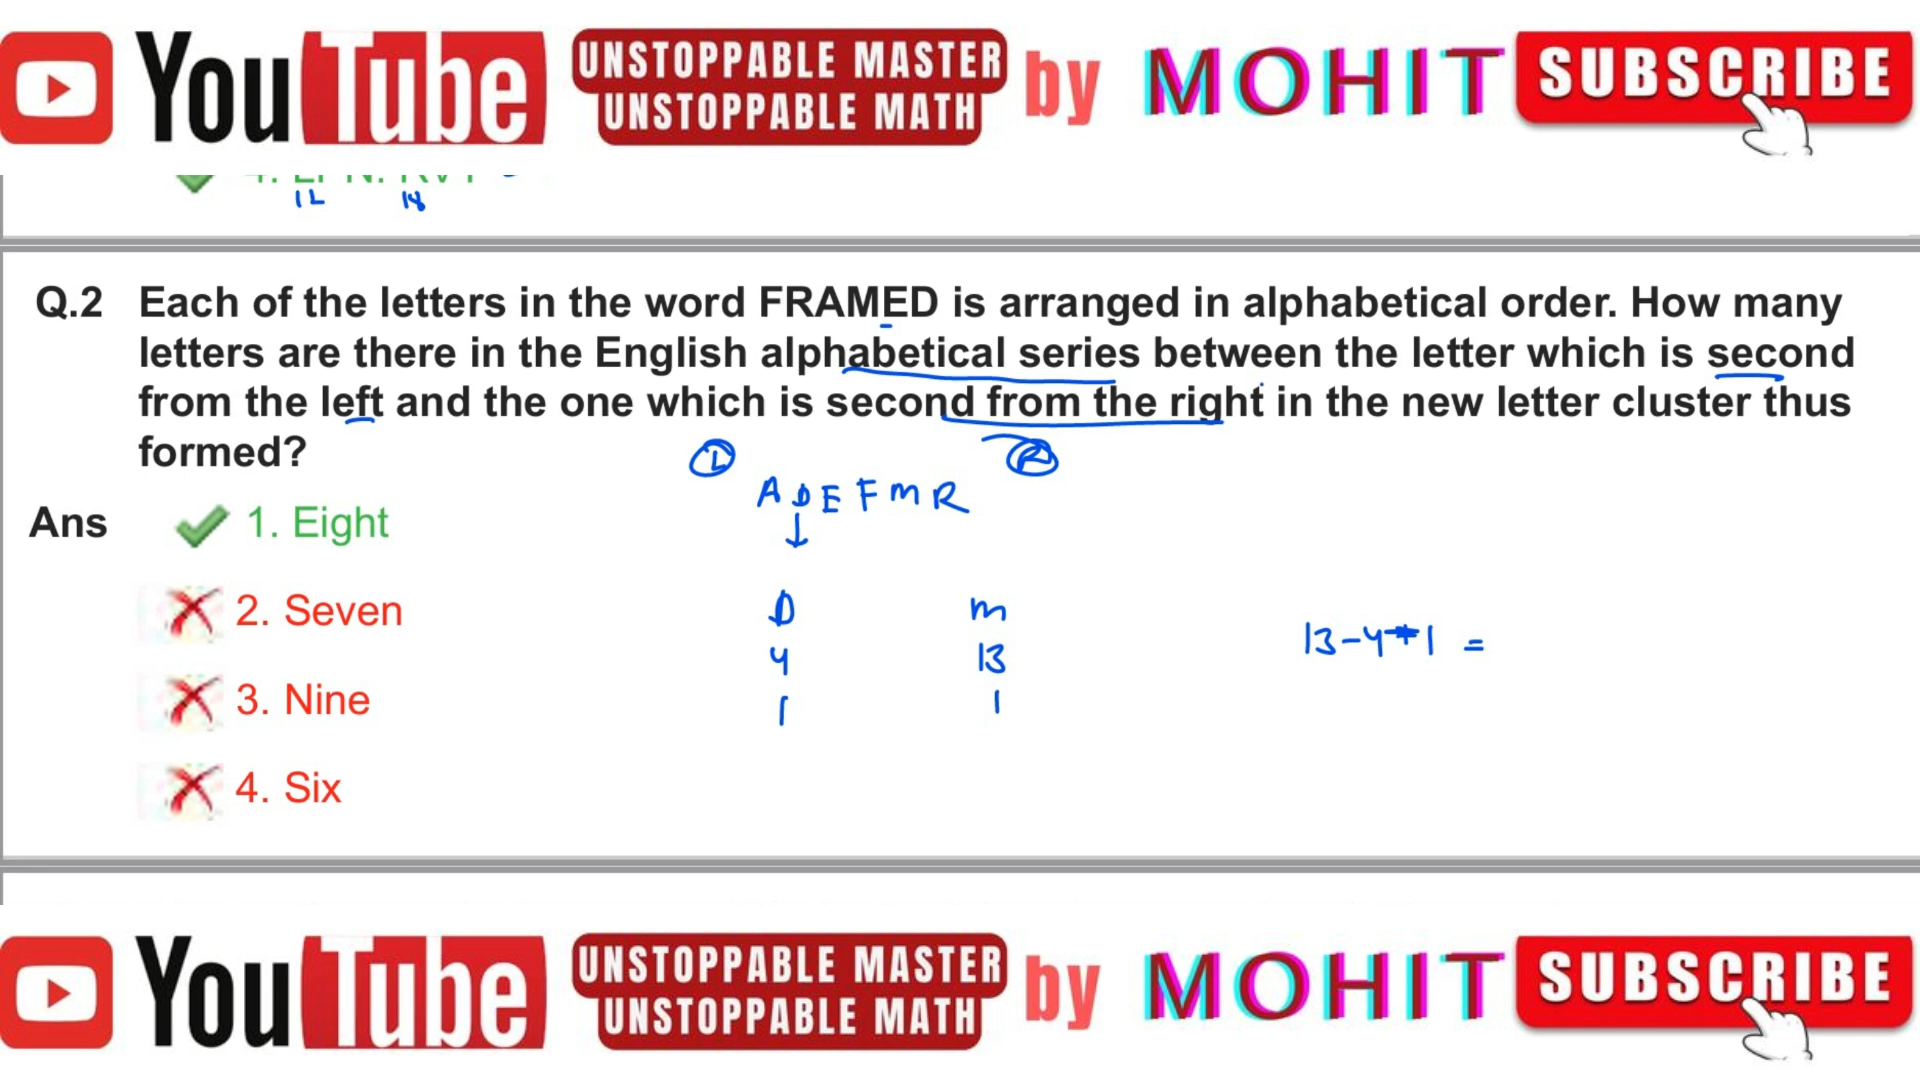 YouTube UNSTOPPABLE MASTER by MOHIT SUBSCRIBE
UNSTOPPABLE MATH
12 18
Q.2 Each of the letters in the word FRAMED is arranged in alphabetical order. How many
letters are there in the English alphabetical series between the letter which is second
from the left and the one which is second from the right in the new letter cluster thus
formed?
L R
A D E F M R
Ans 1. Eight
2. Seven
D m
4 13
1 1
13-4-1 =
3. Nine
4. Six
YouTube UNSTOPPABLE MASTER by MOHIT SUBSCRIBE
UNSTOPPABLE MATH